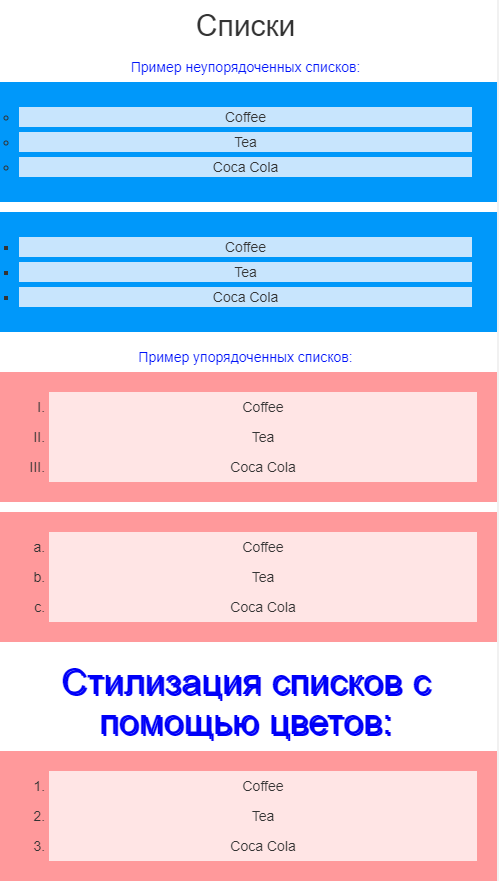 Списки
Пример неупорядоченных списков:
Coffee
Tea
Coca Cola
Coffee
Tea
Coca Cola
Пример упорядоченных списков:
I. Coffee
II. Tea
III. Coca Cola
a. Coffee
b. Tea
c. Coca Cola
Стилизация списков с
помощью цветов:
1. Coffee
2. Tea
3. Coca Cola